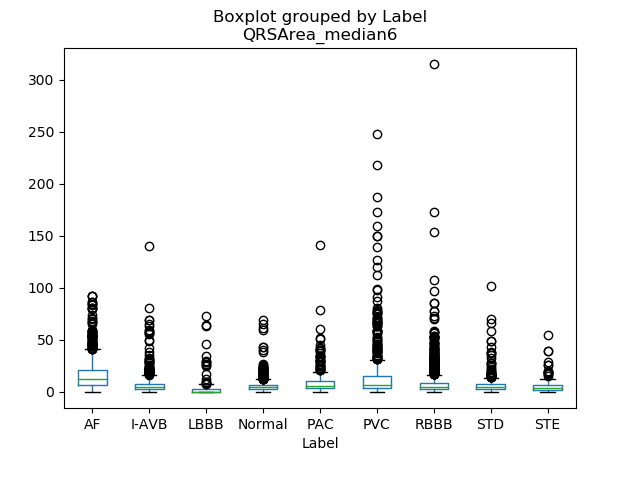 Boxplot grouped by Label
QRSArea_median6
300
250
200
150
100
50
0
AF I-AVB LBBB Normal PAC PVC RBBB STD STE
Label